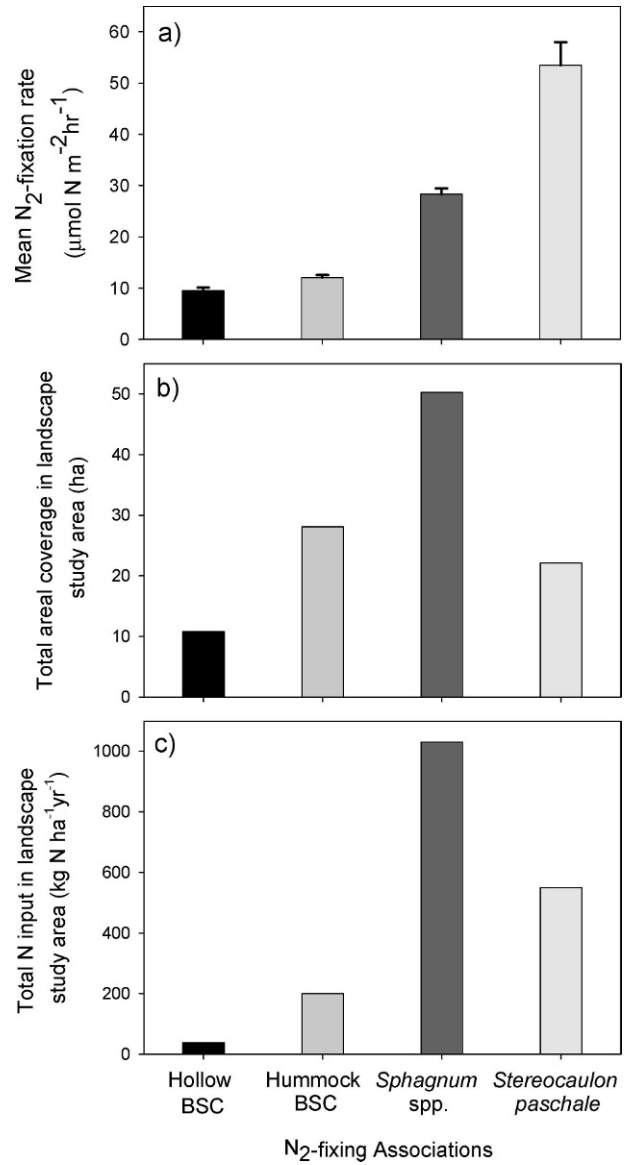 a)
Mean N₂-fixation rate
(μmol N m⁻²hr⁻¹)
60
50
40
30
20
10
0
b)
Total areal coverage in landscape
study area (ha)
50
40
30
20
10
0
c)
Total N input in landscape
study area (kg N ha⁻¹yr⁻¹)
1000
800
600
400
200
0
Hollow
BSC
Hummock
BSC
Sphagnum
spp.
Stereocaulon
paschale
N₂-fixing Associations